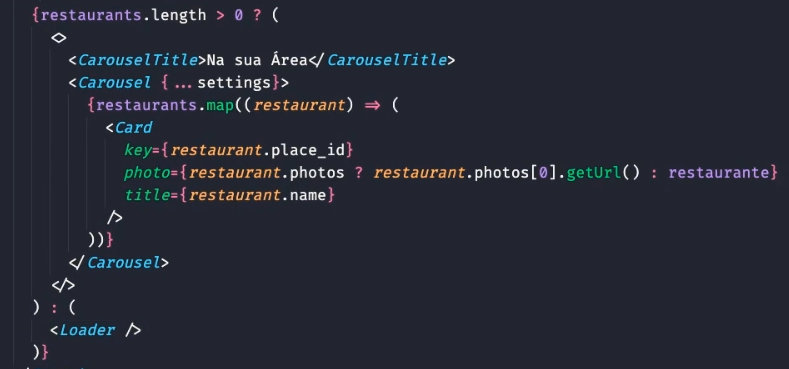 {restaurants.length > 0 ? (
<>
<CarouselTitle>Na sua Área</CarouselTitle>
<Carousel {...settings}>
{restaurants.map((restaurant) => (
<Card
key={restaurant.place_id}
photo={restaurant.photos ? restaurant.photos[0].getUrl() : restaurante}
title={restaurant.name}
/>
))}
</Carousel>
</>
) : (
<Loader />
)}